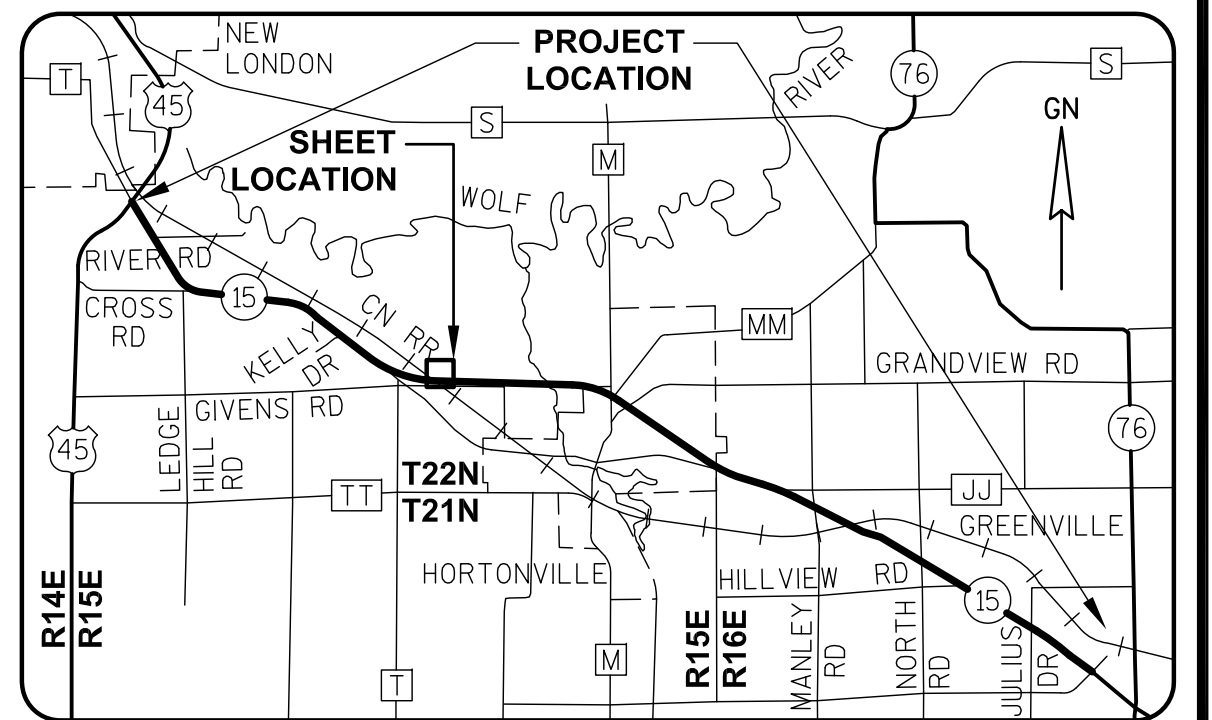 NEW
LONDON
PROJECT
LOCATION
RIVER
76
S
T
45
S
GN
SHEET
LOCATION
M
WOLF
RIVER RD
15
CROSS
RD
CN RR
KELLY
DR
MM
GRANDVIEW RD
GIVENS RD
45
LEDGE
HILL
RD
76
T22N
T21N
TT
JJ
GREENVILLE
HORTONVILLE
HILLVIEW RD
15
R14E
R15E
R15E
R16E
MANLEY
RD
NORTH
RD
JULIUS
DR
T
M